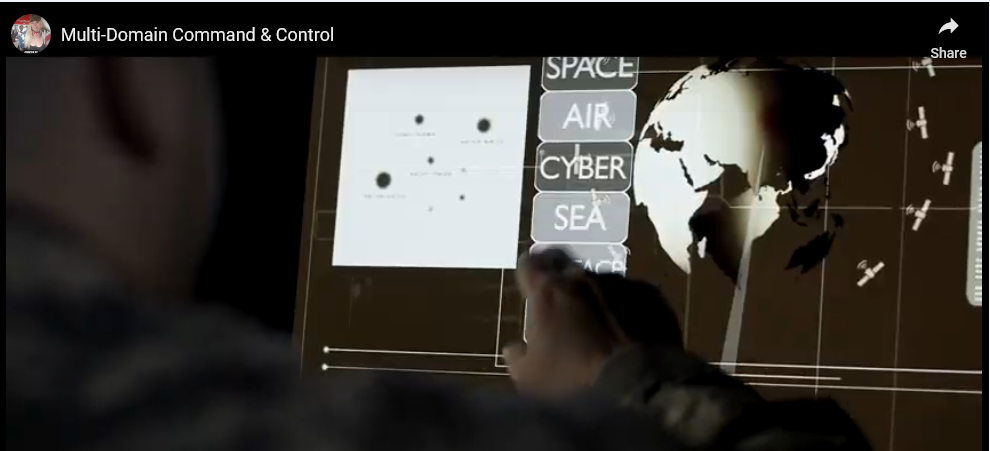 Multi-Domain Command & Control
Share
SPACE
AIR
CYBER
SEA